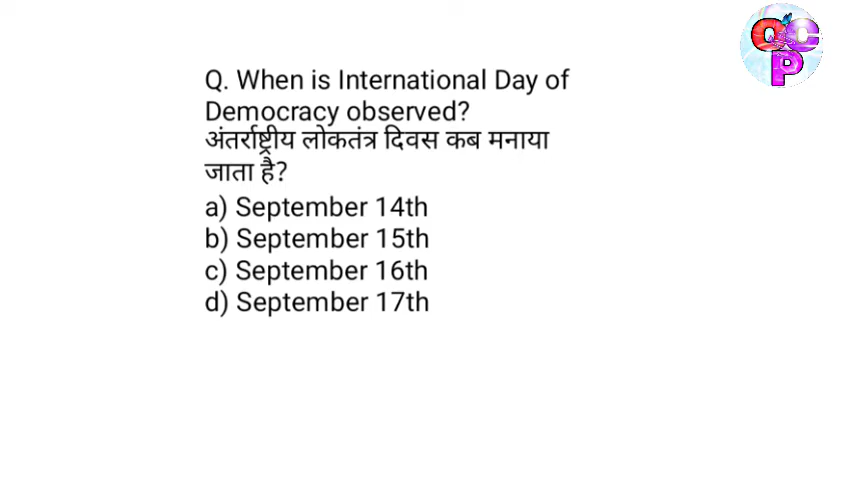 QCP
Q. When is International Day of
Democracy observed?
अंतर्राष्ट्रीय लोकतंत्र दिवस कब मनाया
जाता है?
a) September 14th
b) September 15th
c) September 16th
d) September 17th